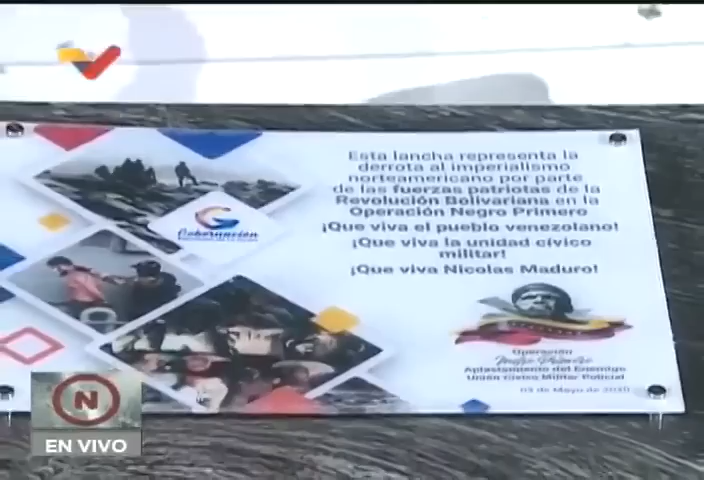 Esta lancha representa la
derrota al imperialismo
norteamericano por parte
de las fuerzas patriotas de la
Revolución Bolivariana en la
Operación Negro Primero
¡Que viva el pueblo venezolano!
¡Que viva la unidad cívico
militar!
¡Que viva Nicolas Maduro!
Gobernación
Operación
Negro Primero
Aplastamiento del Enemigo
Unión Cívico Militar Policial
03 de Mayo de 2020
N
EN VIVO